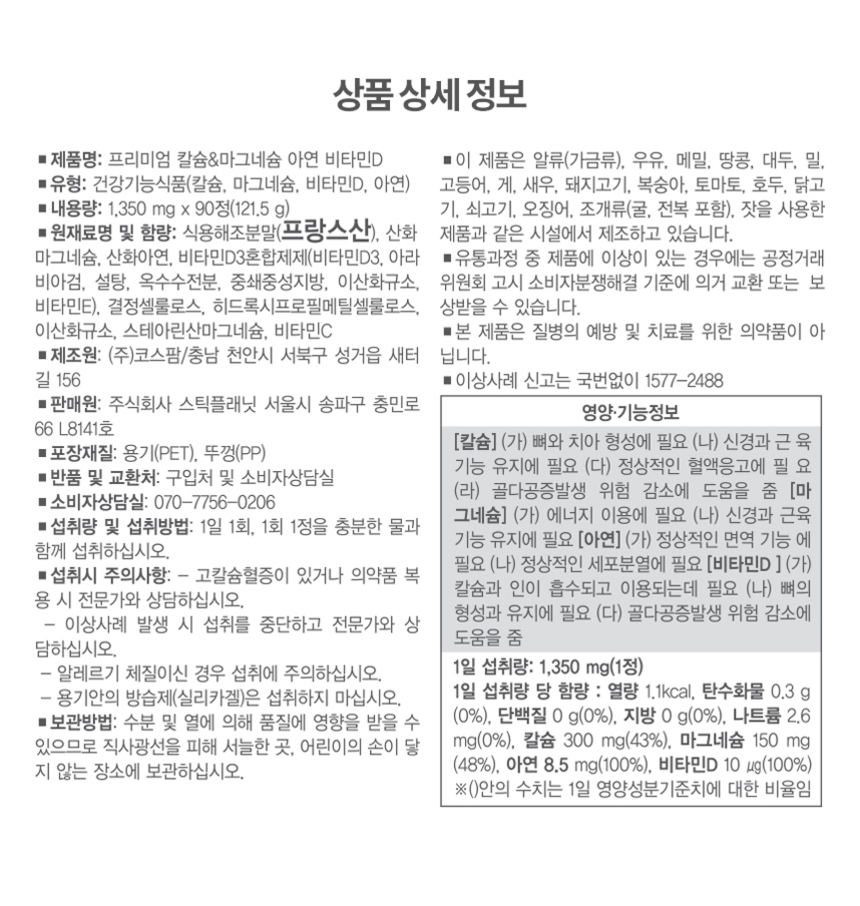 상품 상세 정보
■ 제품명: 프리미엄 칼슘&마그네슘 아연 비타민D
■ 유형: 건강기능식품(칼슘, 마그네슘, 비타민D, 아연)
■ 내용량: 1,350 mg x 90정(121.5 g)
■ 원재료명 및 함량: 식용해조분말(프랑스산), 산화
마그네슘, 산화아연, 비타민D3혼합제제(비타민D3, 아라
비아검, 설탕, 옥수수전분, 중쇄중성지방, 이산화규소,
비타민E), 결정셀룰로스, 히드록시프로필메틸셀룰로스,
이산화규소, 스테아린산마그네슘, 비타민C
■ 제조원: (주)코스팜/충남 천안시 서북구 성거읍 새터
길 156
■ 판매원: 주식회사 스틱플래닛 서울시 송파구 충민로
66 L8141호
■ 포장재질: 용기(PET), 뚜껑(PP)
■ 반품 및 교환처: 구입처 및 소비자상담실
■ 소비자상담실: 070-7756-0206
■ 섭취량 및 섭취방법: 1일 1회, 1회 1정을 충분한 물과
함께 섭취하십시오.
■ 섭취시 주의사항: - 고칼슘혈증이 있거나 의약품 복
용 시 전문가와 상담하십시오.
- 이상사례 발생 시 섭취를 중단하고 전문가와 상
담하십시오.
- 알레르기 체질이신 경우 섭취에 주의하십시오.
- 용기안의 방습제(실리카겔)은 섭취하지 마십시오.
■ 보관방법: 수분 및 열에 의해 품질에 영향을 받을 수
있으므로 직사광선을 피해 서늘한 곳, 어린이의 손이 닿
지 않는 장소에 보관하십시오.
■ 이 제품은 알류(가금류), 우유, 메밀, 땅콩, 대두, 밀,
고등어, 게, 새우, 돼지고기, 복숭아, 토마토, 호두, 닭고
기, 쇠고기, 오징어, 조개류(굴, 전복 포함), 잣을 사용한
제품과 같은 시설에서 제조하고 있습니다.
■ 유통과정 중 제품에 이상이 있는 경우에는 공정거래
위원회 고시 소비자분쟁해결 기준에 의거 교환 또는 보
상받을 수 있습니다.
■ 본 제품은 질병의 예방 및 치료를 위한 의약품이 아
닙니다.
■ 이상사례 신고는 국번없이 1577-2488
영양·기능정보
[칼슘] (가) 뼈와 치아 형성에 필요 (나) 신경과 근 육
기능 유지에 필요 (다) 정상적인 혈액응고에 필 요
(라) 골다공증발생 위험 감소에 도움을 줌 [마
그네슘] (가) 에너지 이용에 필요 (나) 신경과 근육
기능 유지에 필요 [아연] (가) 정상적인 면역 기능 에
필요 (나) 정상적인 세포분열에 필요 [비타민D ] (가)
칼슘과 인이 흡수되고 이용되는데 필요 (나) 뼈의
형성과 유지에 필요 (다) 골다공증발생 위험 감소에
도움을 줌
1일 섭취량: 1,350 mg(1정)
1일 섭취량 당 함량 : 열량 1.1kcal, 탄수화물 0.3 g
(0%), 단백질 0 g(0%), 지방 0 g(0%), 나트륨 2.6
mg(0%), 칼슘 300 mg(43%), 마그네슘 150 mg
(48%), 아연 8.5 mg(100%), 비타민D 10 ㎍(100%)
※()안의 수치는 1일 영양성분기준치에 대한 비율임